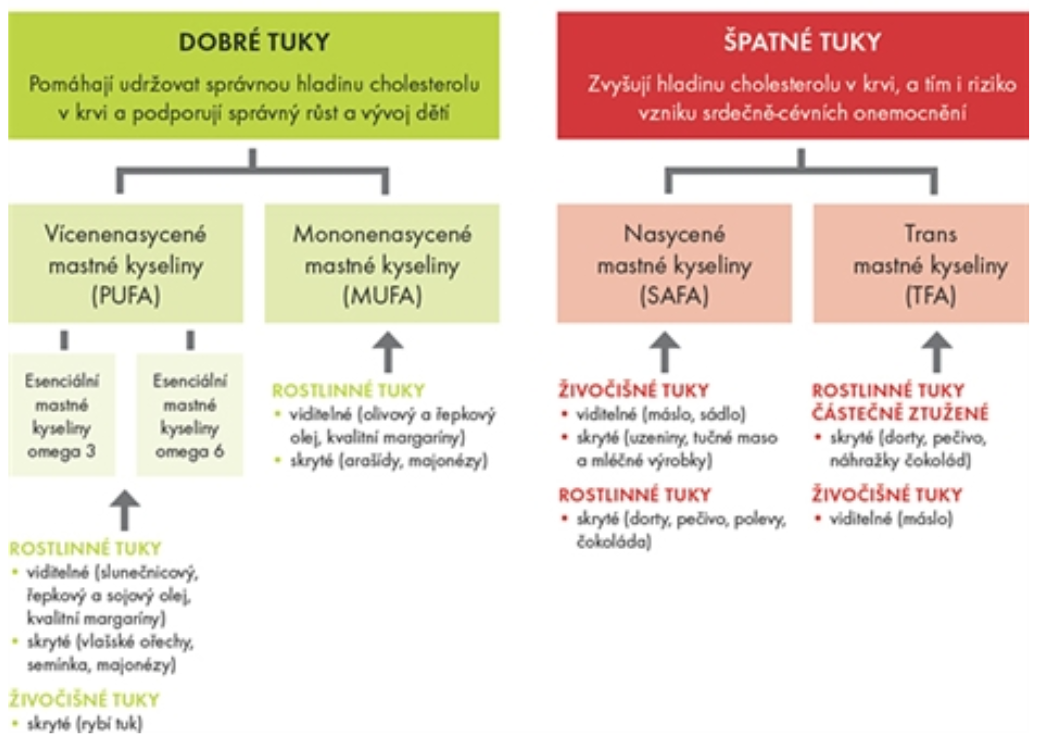 DOBRÉ TUKY
Pomáhají udržovat správnou hladinu cholesterolu
v krvi a podporují správný růst a vývoj dětí
Vícenenasycené
mastné kyseliny
(PUFA)
Mononenasycené
mastné kyseliny
(MUFA)
Esenciální
mastné
kyseliny
omega 3
Esenciální
mastné
kyseliny
omega 6
ROSTLINNÉ TUKY
• viditelné (slunečnicový,
řepkový a sojový olej,
kvalitní margaríny)
• skryté (vlašské ořechy,
semínka, majonézy)
ŽIVOČIŠNÉ TUKY
• skryté (rybí tuk)
ROSTLINNÉ TUKY
• viditelné (olivový a řepkový
olej, kvalitní margaríny)
• skryté (arašídy, majonézy)
ŠPATNÉ TUKY
Zvyšují hladinu cholesterolu v krvi, a tím i riziko
vzniku srdečně-cévních onemocnění
Nasycené
mastné kyseliny
(SAFA)
Trans
mastné kyseliny
(TFA)
ŽIVOČIŠNÉ TUKY
• viditelné (máslo, sádlo)
• skryté (uzeniny, tučné maso
a mléčné výrobky)
ROSTLINNÉ TUKY
• skryté (dorty, pečivo, polevy,
čokoláda)
ROSTLINNÉ TUKY
ČÁSTEČNĚ ZTUŽENÉ
• skryté (dorty, pečivo,
náhražky čokolád)
ŽIVOČIŠNÉ TUKY
• viditelné (máslo)